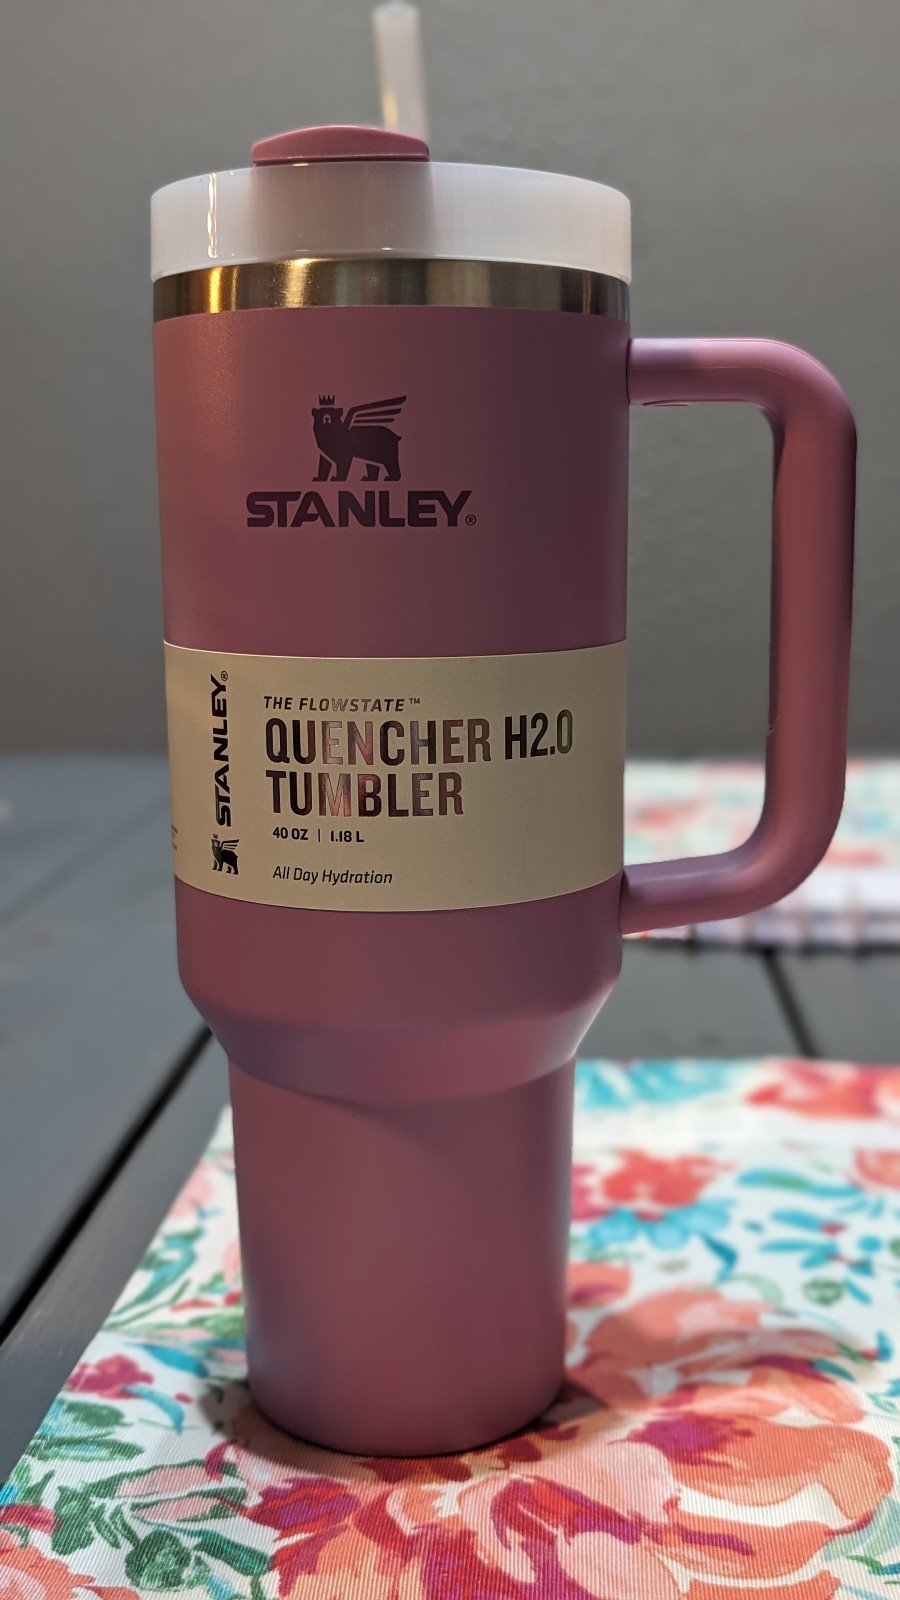 STANLEY®
STANLEY®
THE FLOWSTATE™
QUENCHER H2.0
TUMBLER
40 OZ | 1.18 L
All Day Hydration